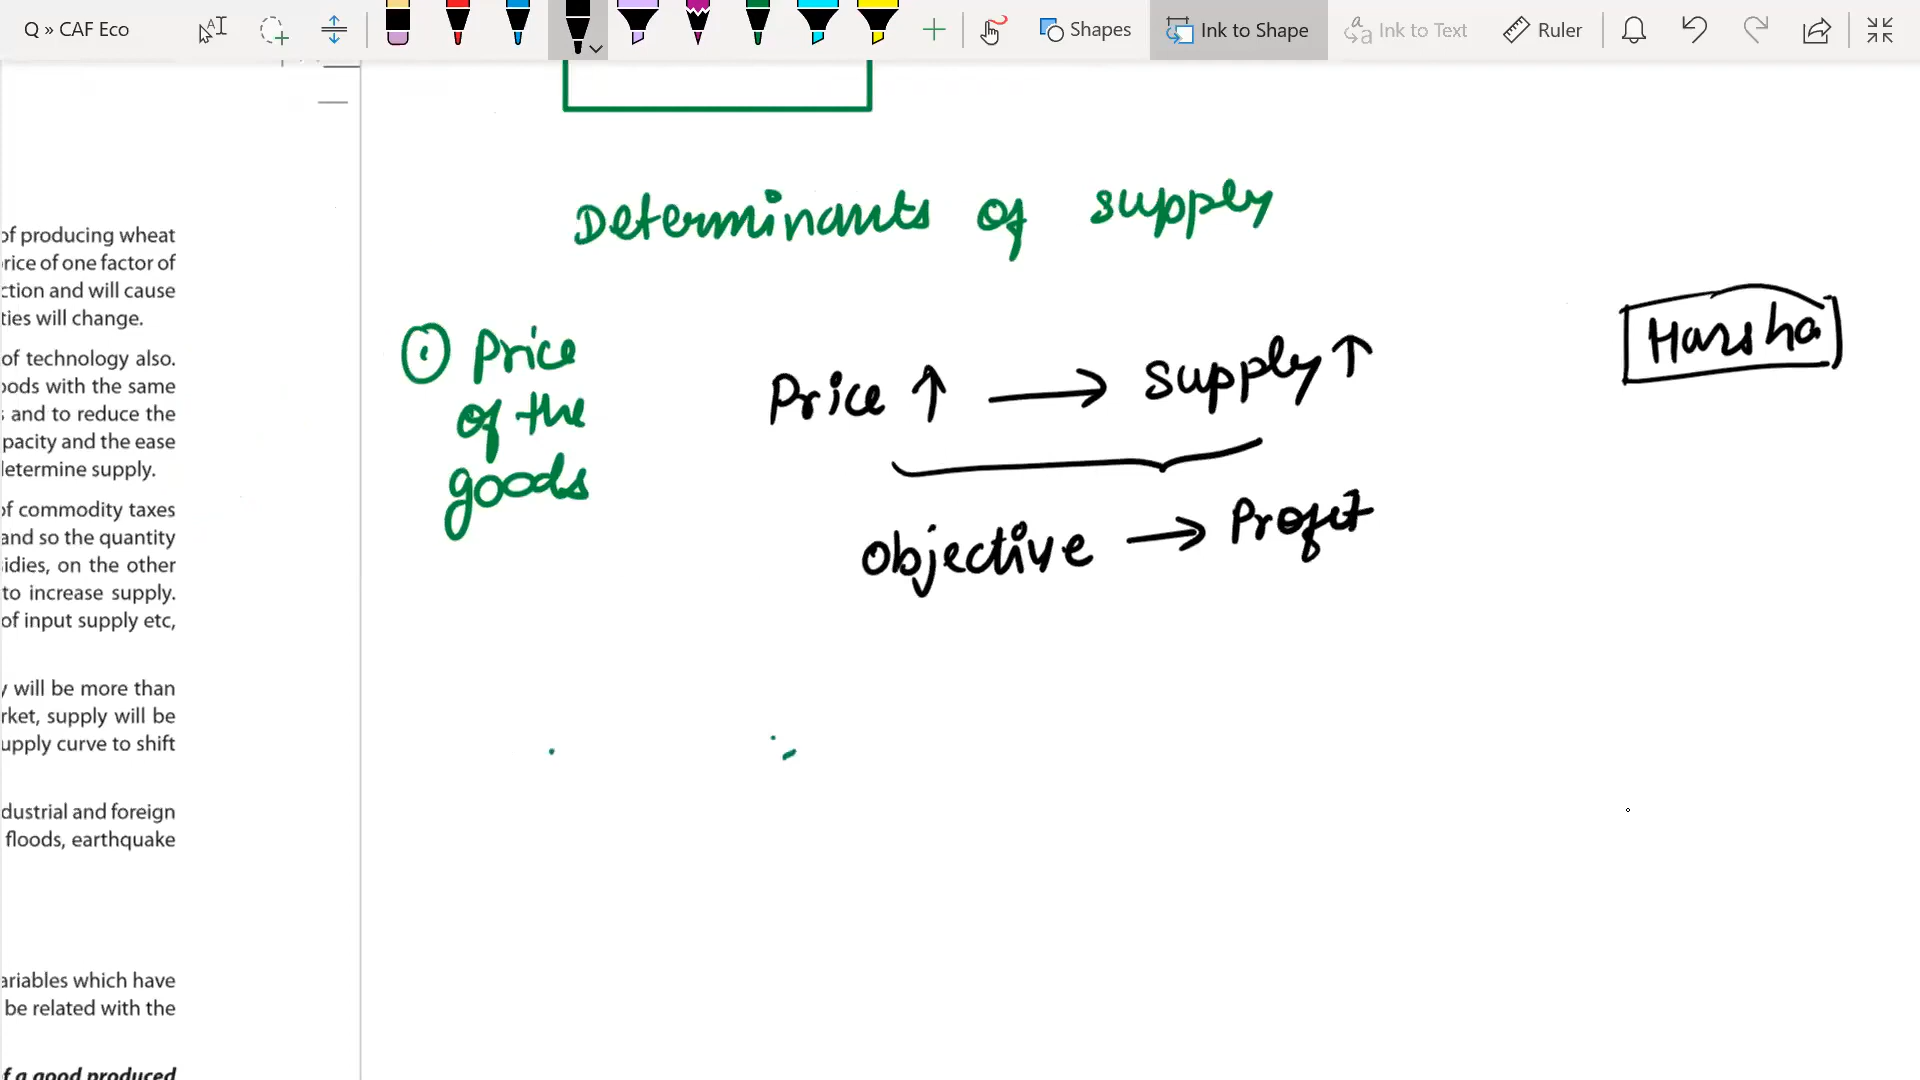 Q » CAF Eco
Shapes
Ink to Shape
Ink to Text
Ruler
of producing wheat
rice of one factor of
ction and will cause
ties will change.
of technology also.
oods with the same
and to reduce the
pacity and the ease
determine supply.
of commodity taxes
and so the quantity
idies, on the other
to increase supply.
of input supply etc,
y will be more than
rket, supply will be
upply curve to shift
dustrial and foreign
floods, earthquake
ariables which have
be related with the
f a good produced
Determinants of supply
① Price
of the
goods
Price ↑ → Supply ↑
Objective → Profit
Harsha